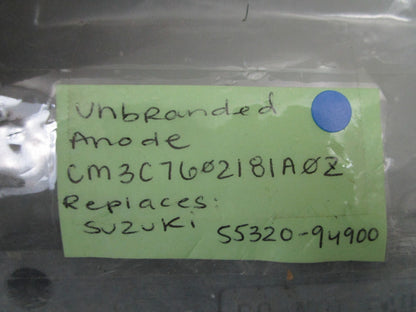 Unbranded
Anode
CM3C7602181A0Z
Replaces:
Suzuki 55320-94900